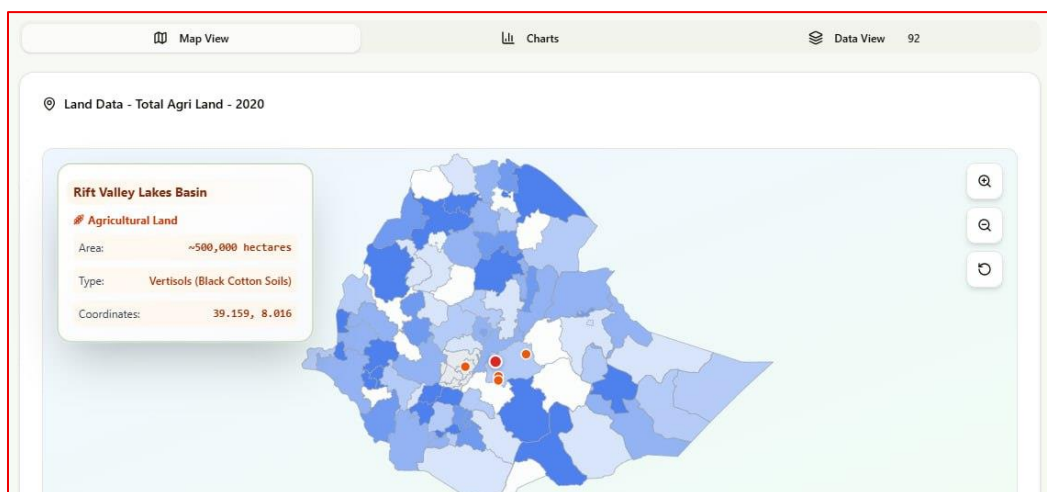 Map View
Charts
Data View 92
Land Data - Total Agri Land - 2020
Rift Valley Lakes Basin
Agricultural Land
Area: ~500,000 hectares
Type: Vertisols (Black Cotton Soils)
Coordinates: 39.159, 8.016